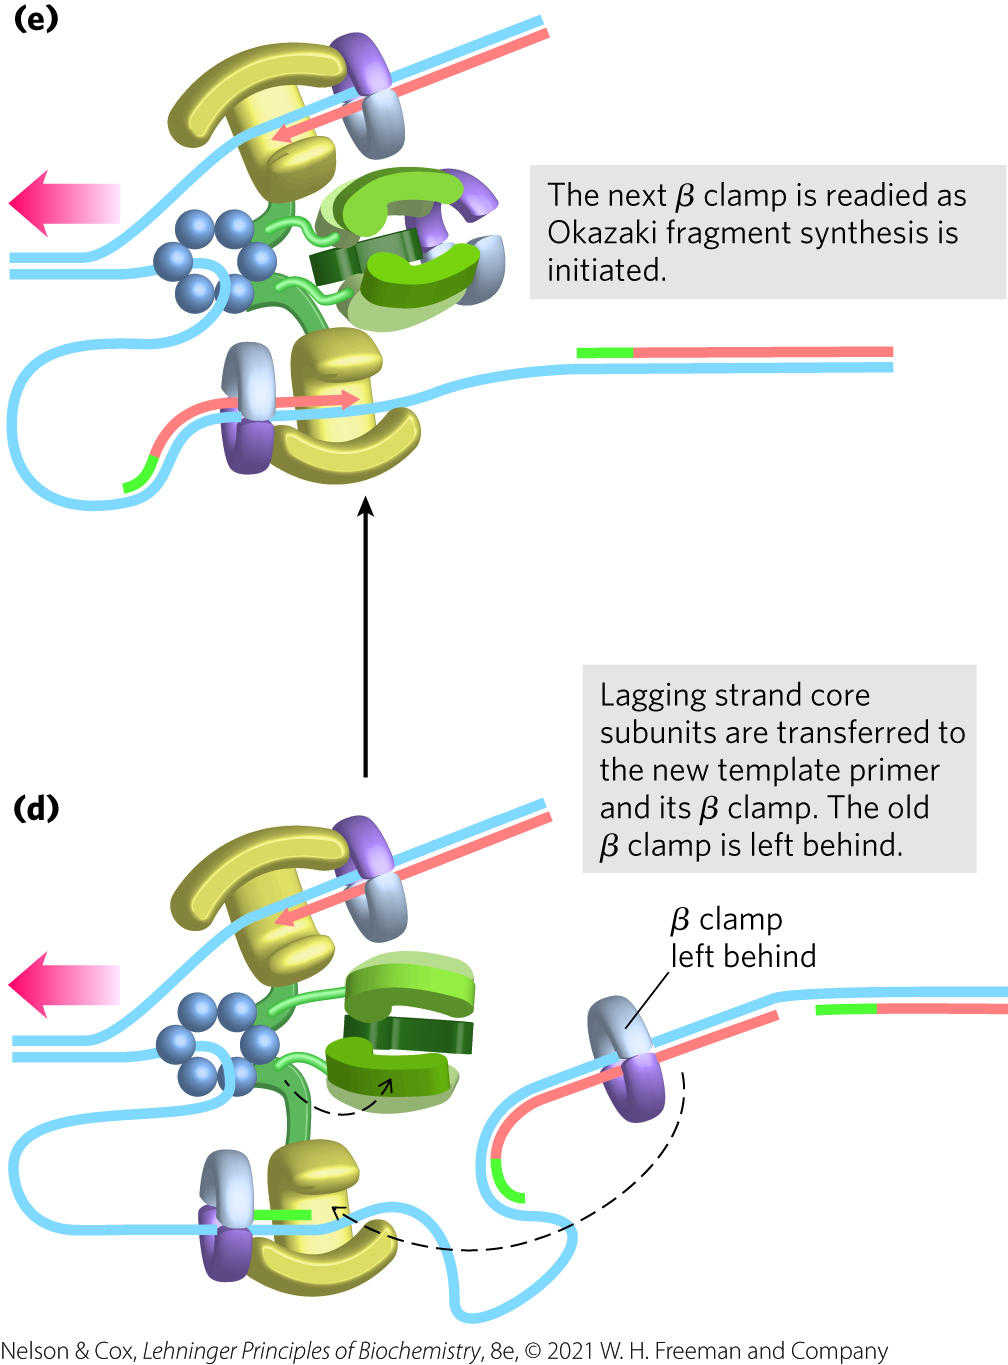 (e)
The next β clamp is readied as
Okazaki fragment synthesis is
initiated.
Lagging strand core
subunits are transferred to
the new template primer
and its β clamp. The old
β clamp is left behind.
(d)
β clamp
left behind
Nelson & Cox, Lehninger Principles of Biochemistry, 8e, © 2021 W. H. Freeman and Company